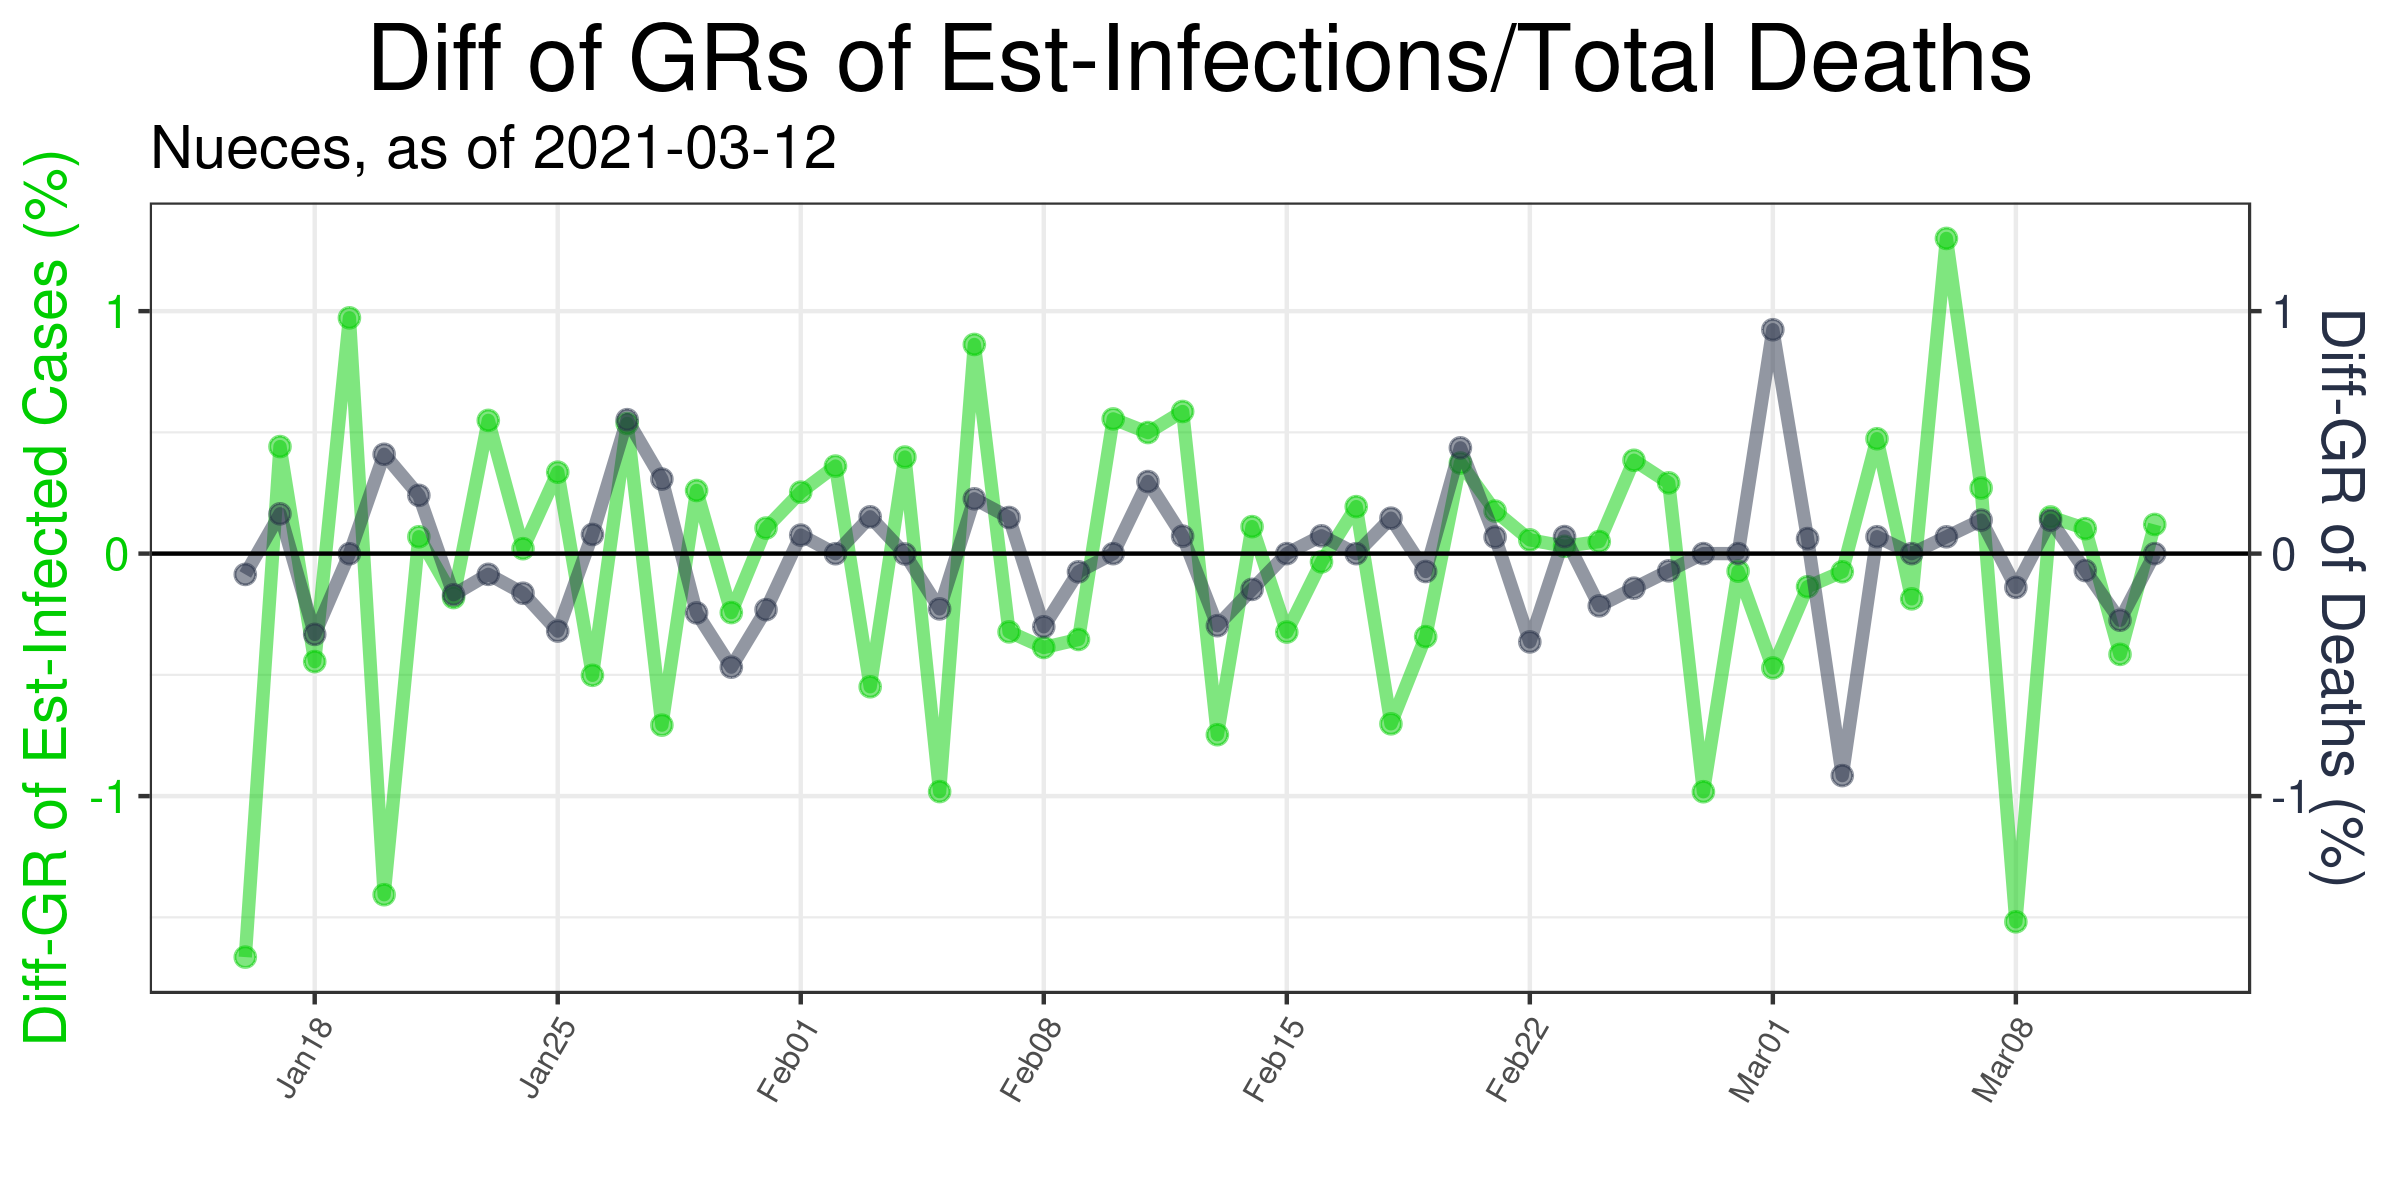 Diff of GRs of Est-Infections/Total Deaths
Nueces, as of 2021-03-12
Diff-GR of Est-Infected Cases (%)
1
0
-1
1
0
-1
Diff-GR of Deaths (%)
Jan18
Jan25
Feb01
Feb08
Feb15
Feb22
Mar01
Mar08